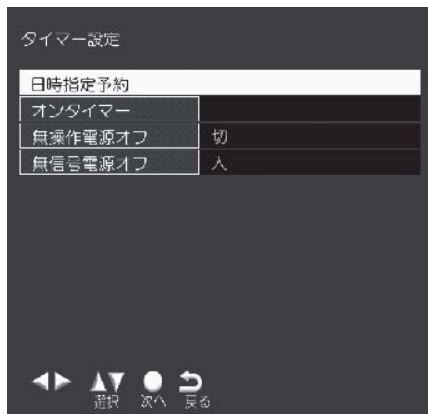 タイマー設定
日時指定予約
オンタイマー
無操作電源オフ 切
無信号電源オフ 入
選択 次へ 戻る